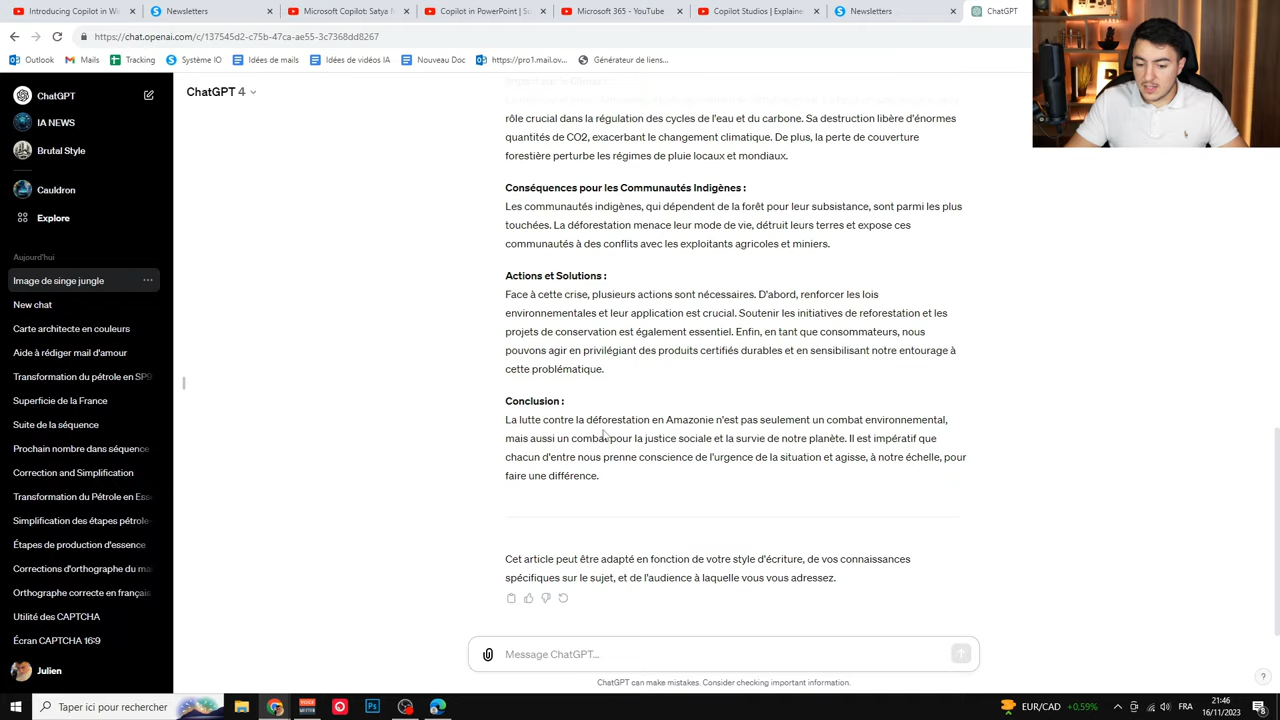 Introducing Copilot in Win
Newsletters
Microsoft Copilot: Satya N
Copilot in PowerPoint | Su
Microsoft 365 - YouTube
Copilot Studios | Explaine
Newsletters
ChatGPT
https://chat.openai.com/c/137545d2-c75b-47ca-ae55-3c7368dd8267
Outlook
Mails
Tracking
Système IO
Idées de mails
Idées de vidéos IA
Nouveau Doc
https://pro1.mail.ov...
Générateur de liens...
ChatGPT
IA NEWS
Brutal Style
Cauldron
Explore
Aujourd'hui
Image de singe jungle
New chat
Carte architecte en couleurs
Aide à rédiger mail d'amour
Transformation du pétrole en SP9
Superficie de la France
Suite de la séquence
Prochain nombre dans séquence
Correction and Simplification
Transformation du Pétrole en Ess
Simplification des étapes pétrole
Étapes de production d'essence
Corrections d'orthographe du ma
Orthographe correcte en français
Utilité des CAPTCHA
Écran CAPTCHA 16:9
Julien
ChatGPT 4
rôle crucial dans la régulation des cycles de l'eau et du carbone. Sa destruction libère d'énormes
quantités de CO2, exacerbant le changement climatique. De plus, la perte de couverture
forestière perturbe les régimes de pluie locaux et mondiaux.
Conséquences pour les Communautés Indigènes :
Les communautés indigènes, qui dépendent de la forêt pour leur subsistance, sont parmi les plus
touchées. La déforestation menace leur mode de vie, détruit leurs terres et expose ces
communautés à des conflits avec les exploitants agricoles et miniers.
Actions et Solutions :
Face à cette crise, plusieurs actions sont nécessaires. D'abord, renforcer les lois
environnementales et leur application est crucial. Soutenir les initiatives de reforestation et les
projets de conservation est également essentiel. Enfin, en tant que consommateurs, nous
pouvons agir en privilégiant des produits certifiés durables et en sensibilisant notre entourage à
cette problématique.
Conclusion :
La lutte contre la déforestation en Amazonie n'est pas seulement un combat environnemental,
mais aussi un combat pour la justice sociale et la survie de notre planète. Il est impératif que
chacun d'entre nous prenne conscience de l'urgence de la situation et agisse, à notre échelle, pour
faire une différence.
Cet article peut être adapté en fonction de votre style d'écriture, de vos connaissances
spécifiques sur le sujet, et de l'audience à laquelle vous vous adressez.
Message ChatGPT...
ChatGPT can make mistakes. Consider checking important information.
?
Taper ici pour rechercher
EUR/CAD +0,59%
FRA
21:46
16/11/2023